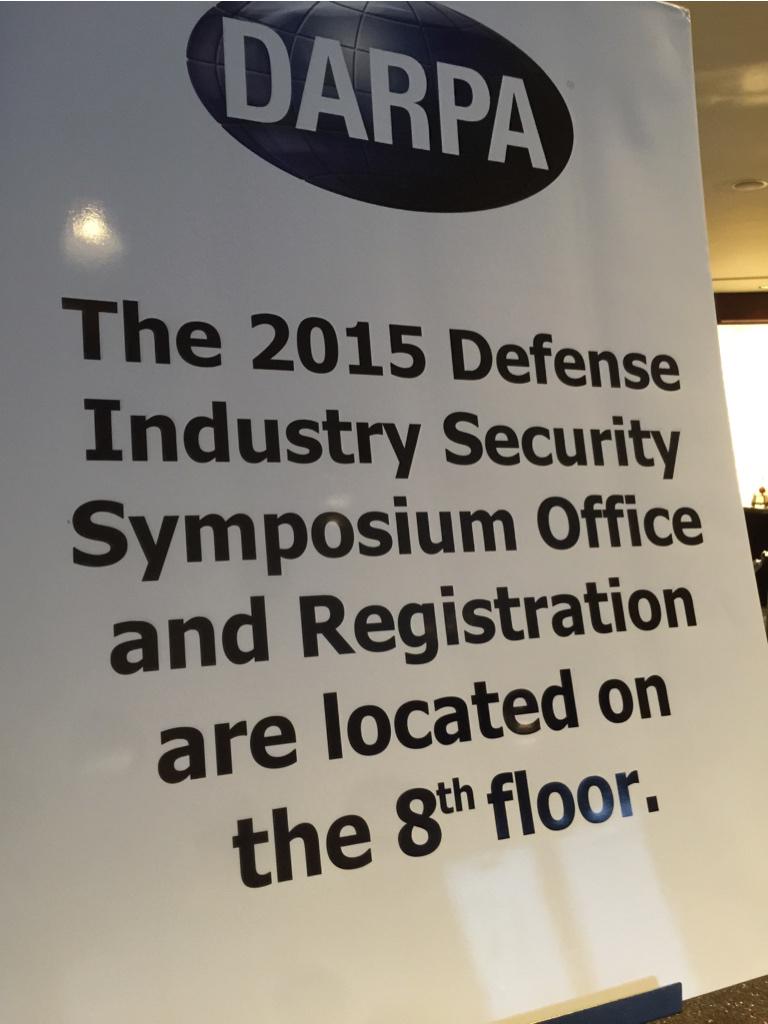 DARPA
The 2015 Defense
Industry Security
Symposium Office
and Registration
are located on
the 8th floor.